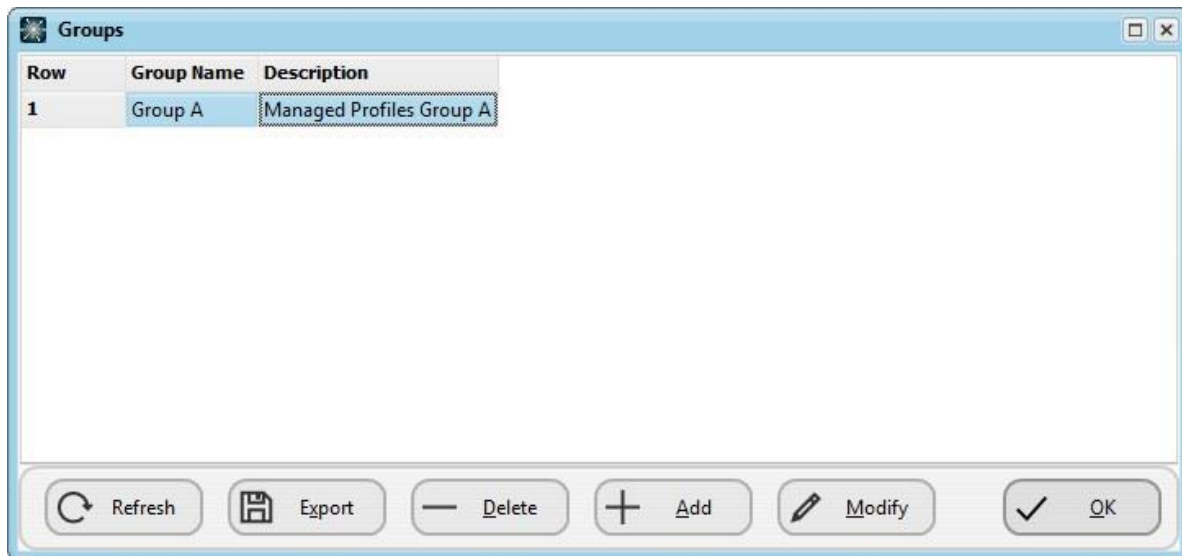 Groups
Row Group Name Description
1 Group A Managed Profiles Group A
Refresh Export Delete Add Modify OK